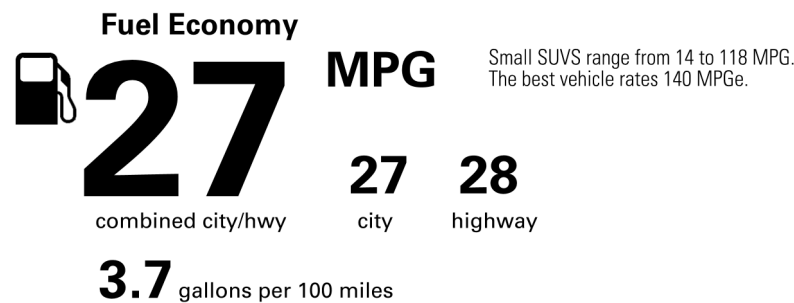 Fuel Economy
27 MPG
Small SUVS range from 14 to 118 MPG.
The best vehicle rates 140 MPGe.
27 28
combined city/hwy city highway
3.7 gallons per 100 miles